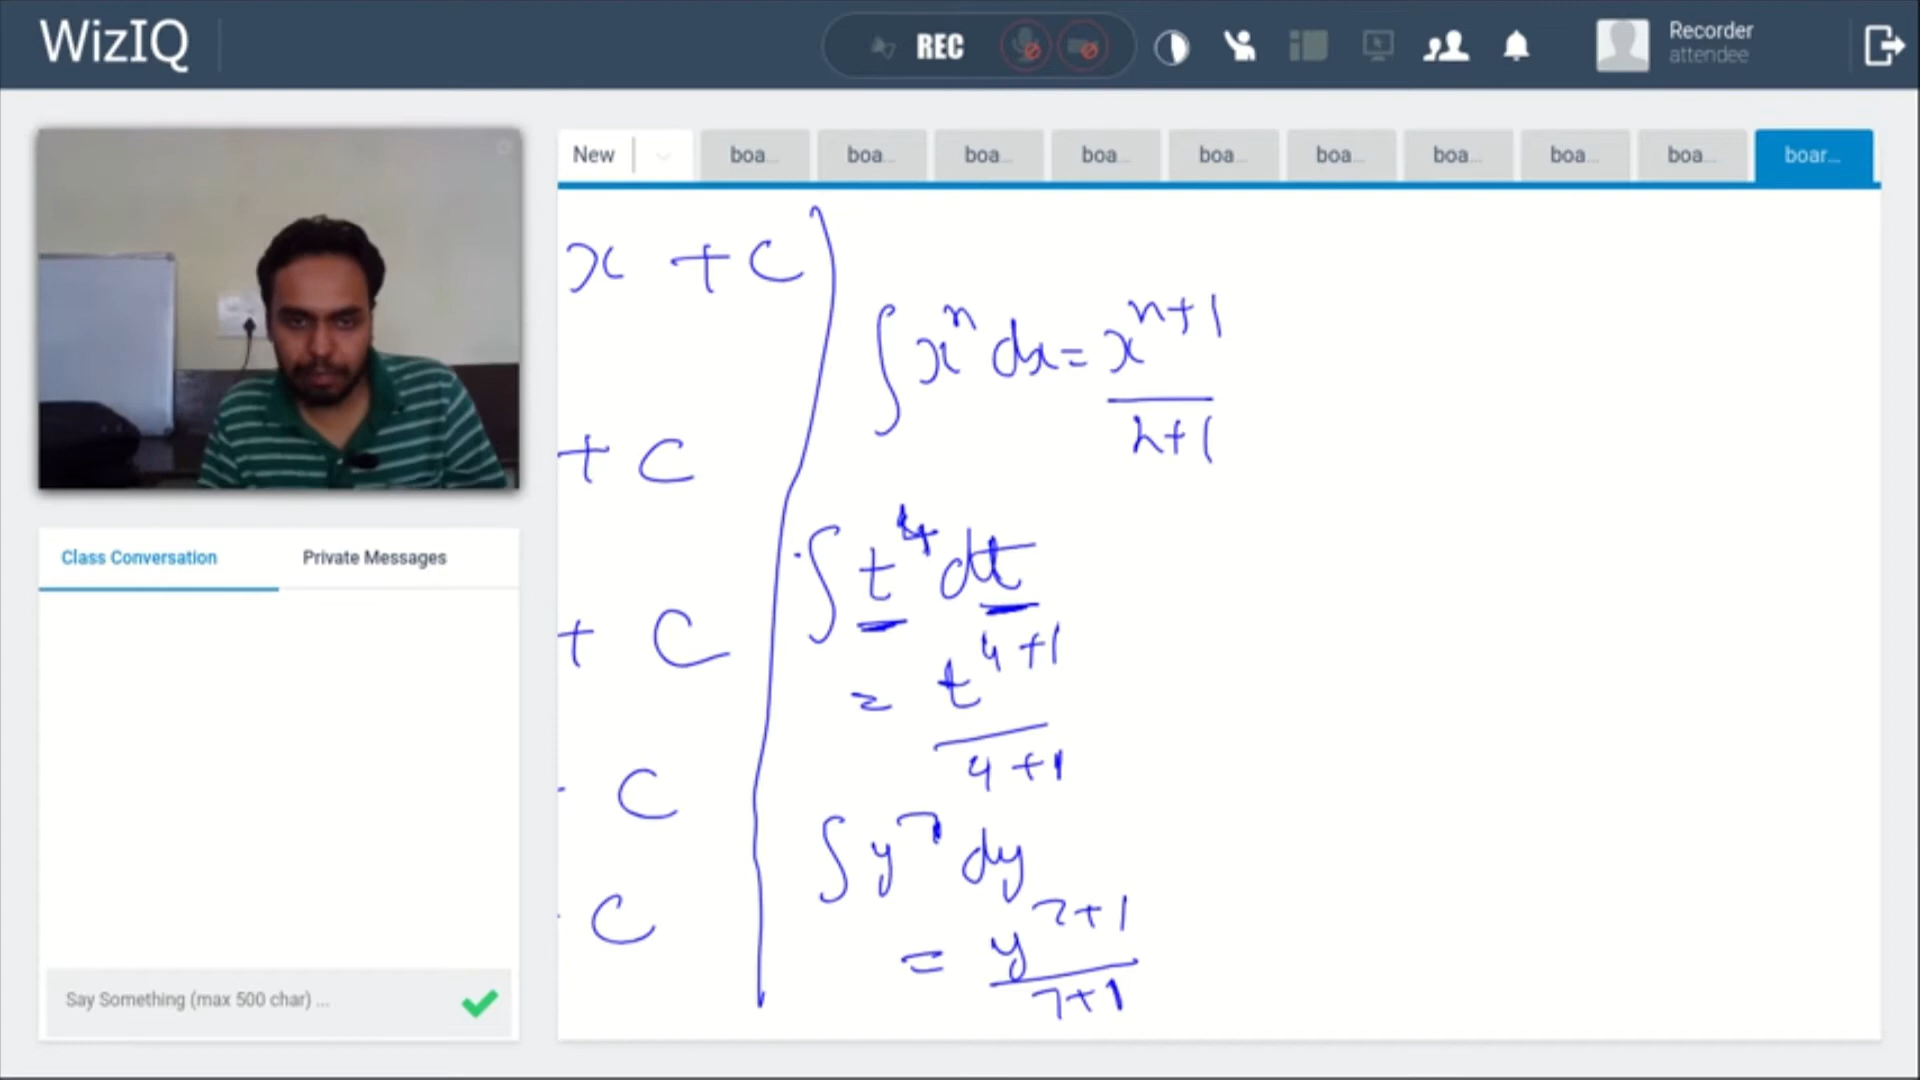 WizIQ
REC
Recorder
attendee
New
boa...
boa...
boa...
boa...
boa...
boa...
boa...
boa...
boa...
boar...
x + C
+ C
+ C
C
C
∫xⁿ dx = xⁿ⁺¹
n+1
∫t⁴ dt
= t⁴⁺¹
4+1
∫y⁷ dy
= y⁷⁺¹
7+1
Class Conversation
Private Messages
Say Something (max 500 char) ...